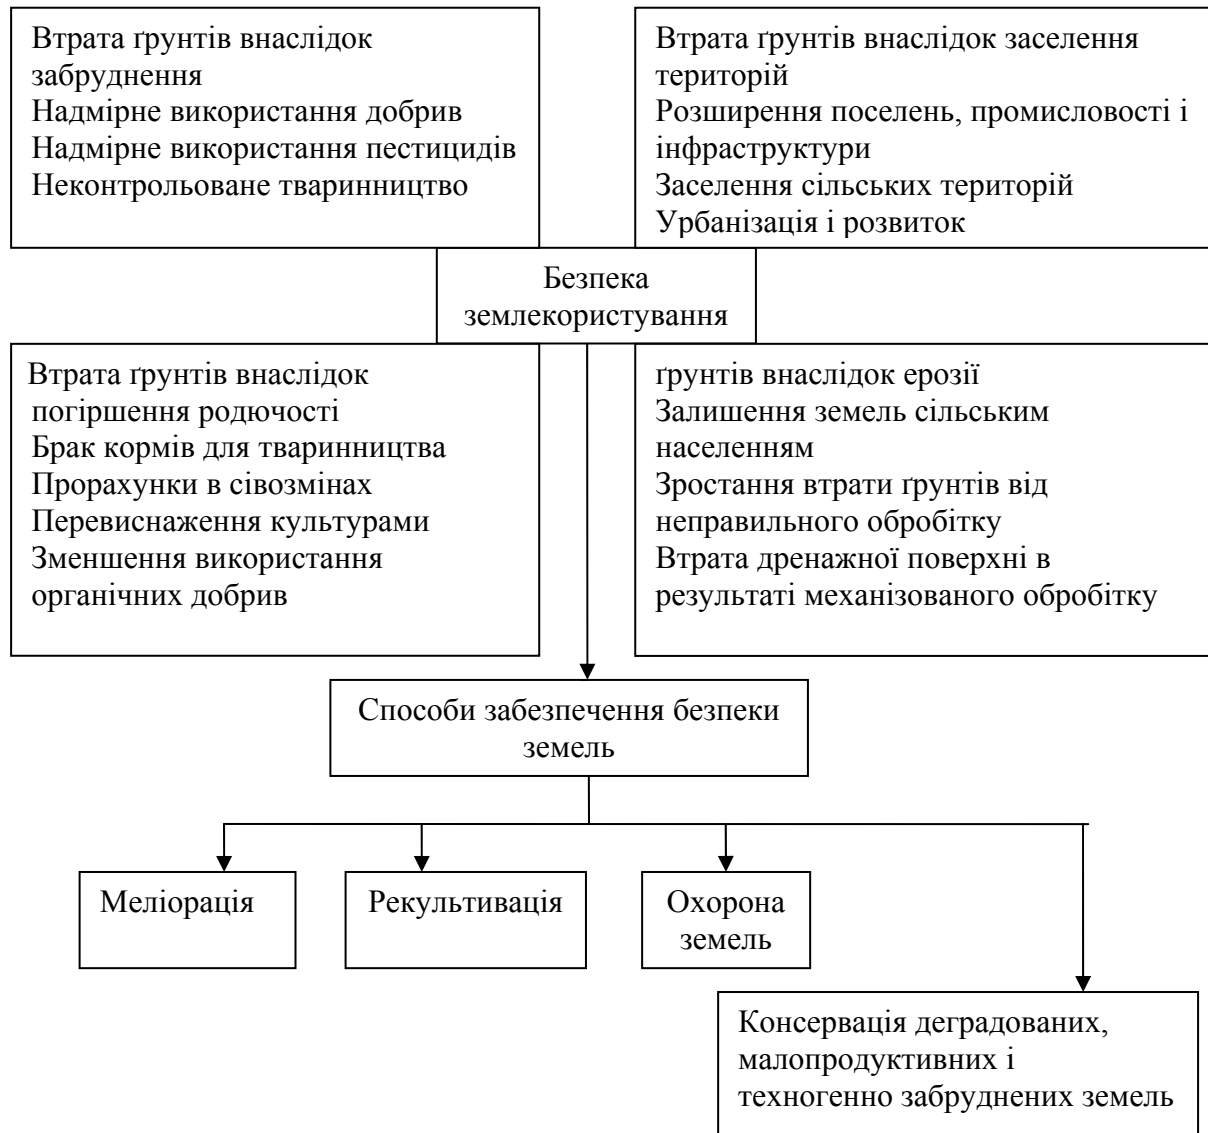 Втрата ґрунтів внаслідок
забруднення
Надмірне використання добрив
Надмірне використання пестицидів
Неконтрольоване тваринництво
Втрата ґрунтів внаслідок заселення
територій
Розширення поселень, промисловості і
інфраструктури
Заселення сільських територій
Урбанізація і розвиток
Безпека
землекористування
Втрата ґрунтів внаслідок
погіршення родючості
Брак кормів для тваринництва
Прорахунки в сівозмінах
Перевиснаження культурами
Зменшення використання
органічних добрив
ґрунтів внаслідок ерозії
Залишення земель сільським
населенням
Зростання втрати ґрунтів від
неправильного обробітку
Втрата дренажної поверхні в
результаті механізованого обробітку
Способи забезпечення безпеки
земель
Меліорація
Рекультивація
Охорона
земель
Консервація деградованих,
малопродуктивних і
техногенно забруднених земель